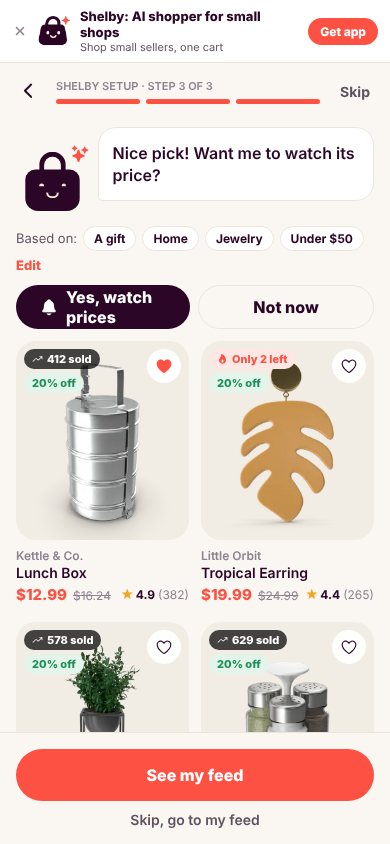 Shelby: AI shopper for small
shops
Shop small sellers, one cart
Get app
SHELBY SETUP · STEP 3 OF 3
Skip
Nice pick! Want me to watch its
price?
Based on:
A gift
Home
Jewelry
Under $50
Edit
Yes, watch
prices
Not now
412 sold
20% off
Only 2 left
20% off
Kettle & Co.
Lunch Box
$12.99 $16.24 ★ 4.9 (382)
Little Orbit
Tropical Earring
$19.99 $24.99 ★ 4.4 (265)
578 sold
20% off
629 sold
20% off
See my feed
Skip, go to my feed